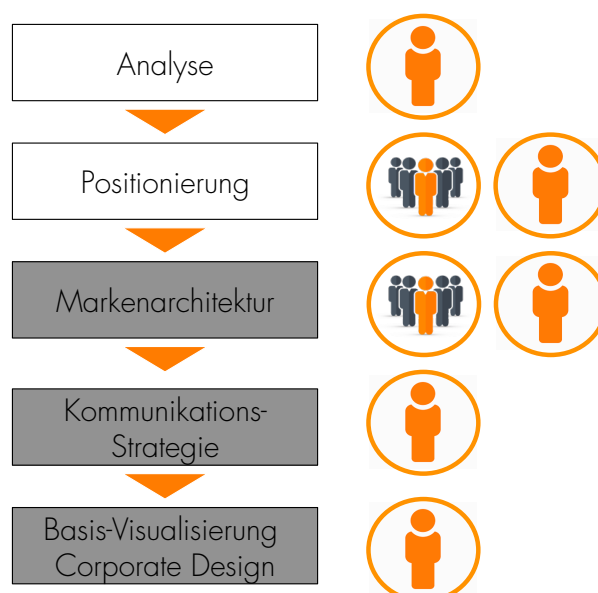 Analyse
Positionierung
Markenarchitektur
Kommunikations-
Strategie
Basis-Visualisierung
Corporate Design